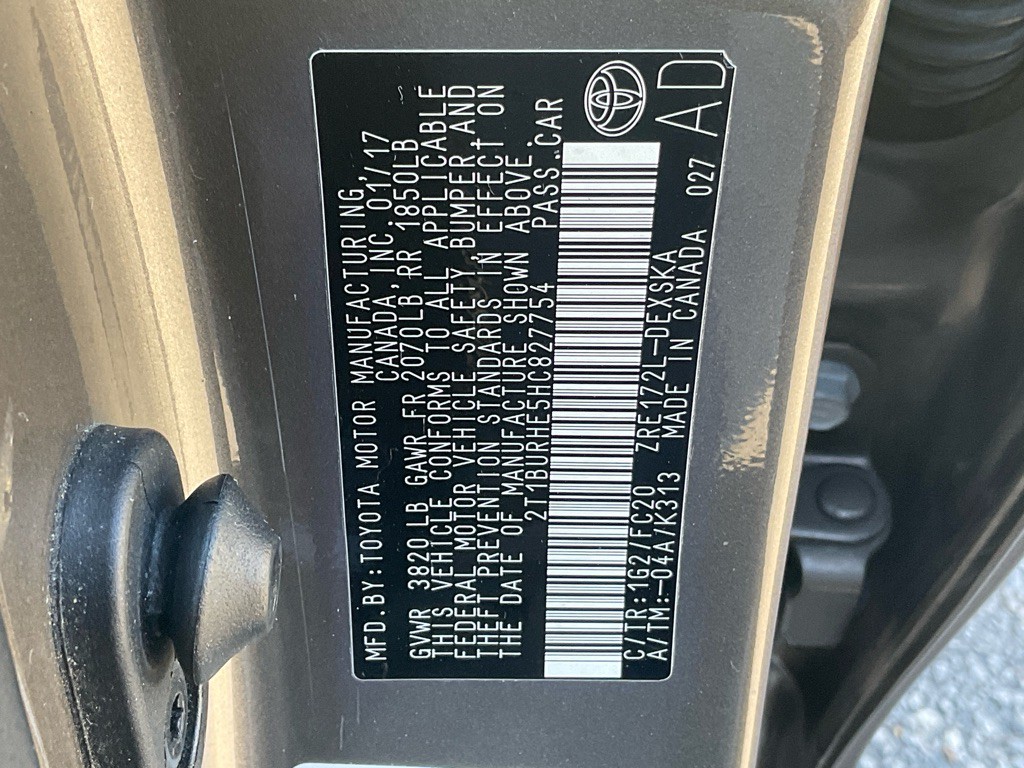 MFD.BY:TOYOTA MOTOR MANUFACTURING,
CANADA,INC. 01/17
GVWR 3820 LB GAWR FR 2070LB,RR 1850LB
THIS VEHICLE CONFORMS TO ALL APPLICABLE
FEDERAL MOTOR VEHICLE SAFETY,BUMPER,AND
THEFT PREVENTION STANDARDS IN EFFECT ON
THE DATE OF MANUFACTURE SHOWN ABOVE.
2T1BURHE5HC827754 PASS.CAR
C/TR:1G2/FC20 ZRE172L-DEXSKA
A/TM:-04A/K313 MADE IN CANADA 027
AD